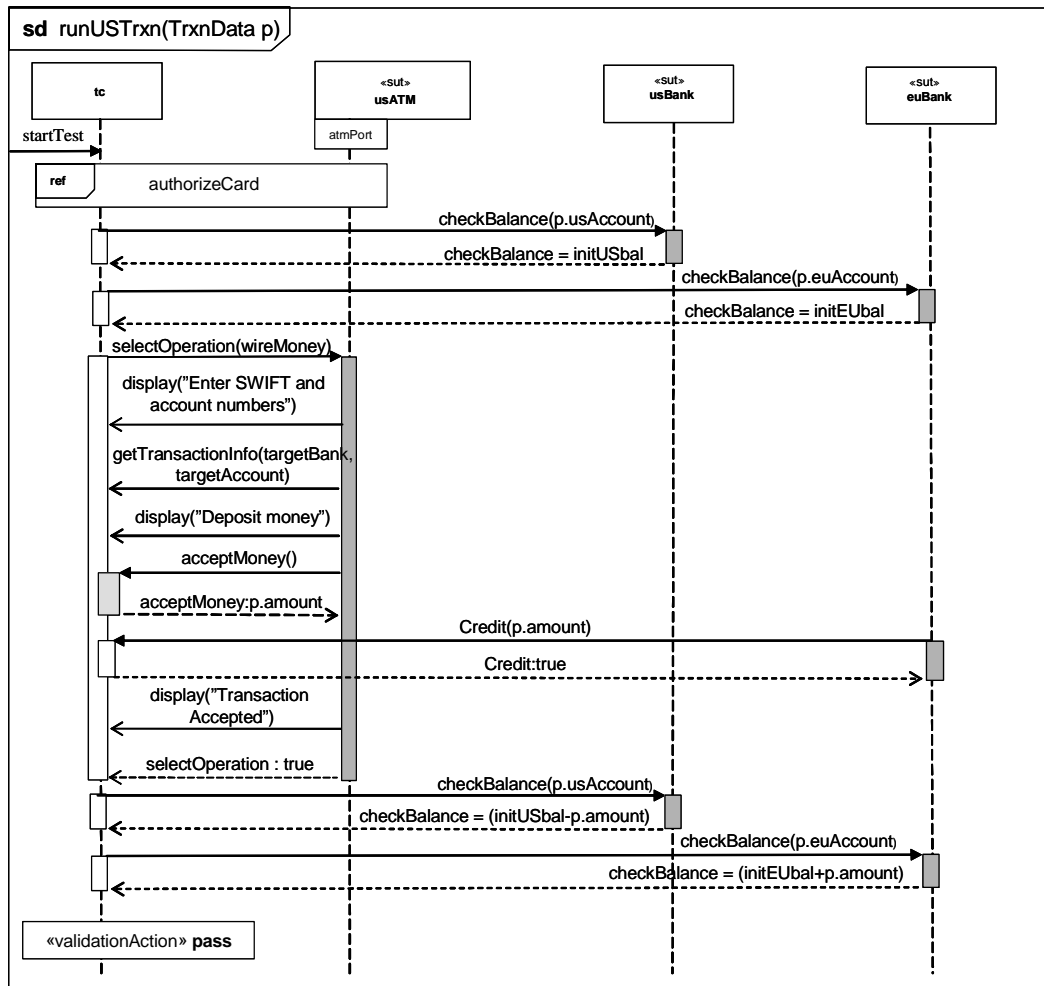 sd runUSTrxn(TrxnData p)
tc
«sut»
usATM
«sut»
usBank
«sut»
euBank
atmPort
startTest
ref
authorizeCard
checkBalance(p.usAccount)
checkBalance = initUSbal
checkBalance(p.euAccount)
checkBalance = initEUbal
selectOperation(wireMoney)
display("Enter SWIFT and
account numbers")
getTransactionInfo(targetBank,
targetAccount)
display("Deposit money")
acceptMoney()
acceptMoney:p.amount
Credit(p.amount)
Credit:true
display("Transaction
Accepted")
selectOperation : true
checkBalance(p.usAccount)
checkBalance = (initUSbal-p.amount)
checkBalance(p.euAccount)
checkBalance = (initEUbal+p.amount)
«validationAction» pass